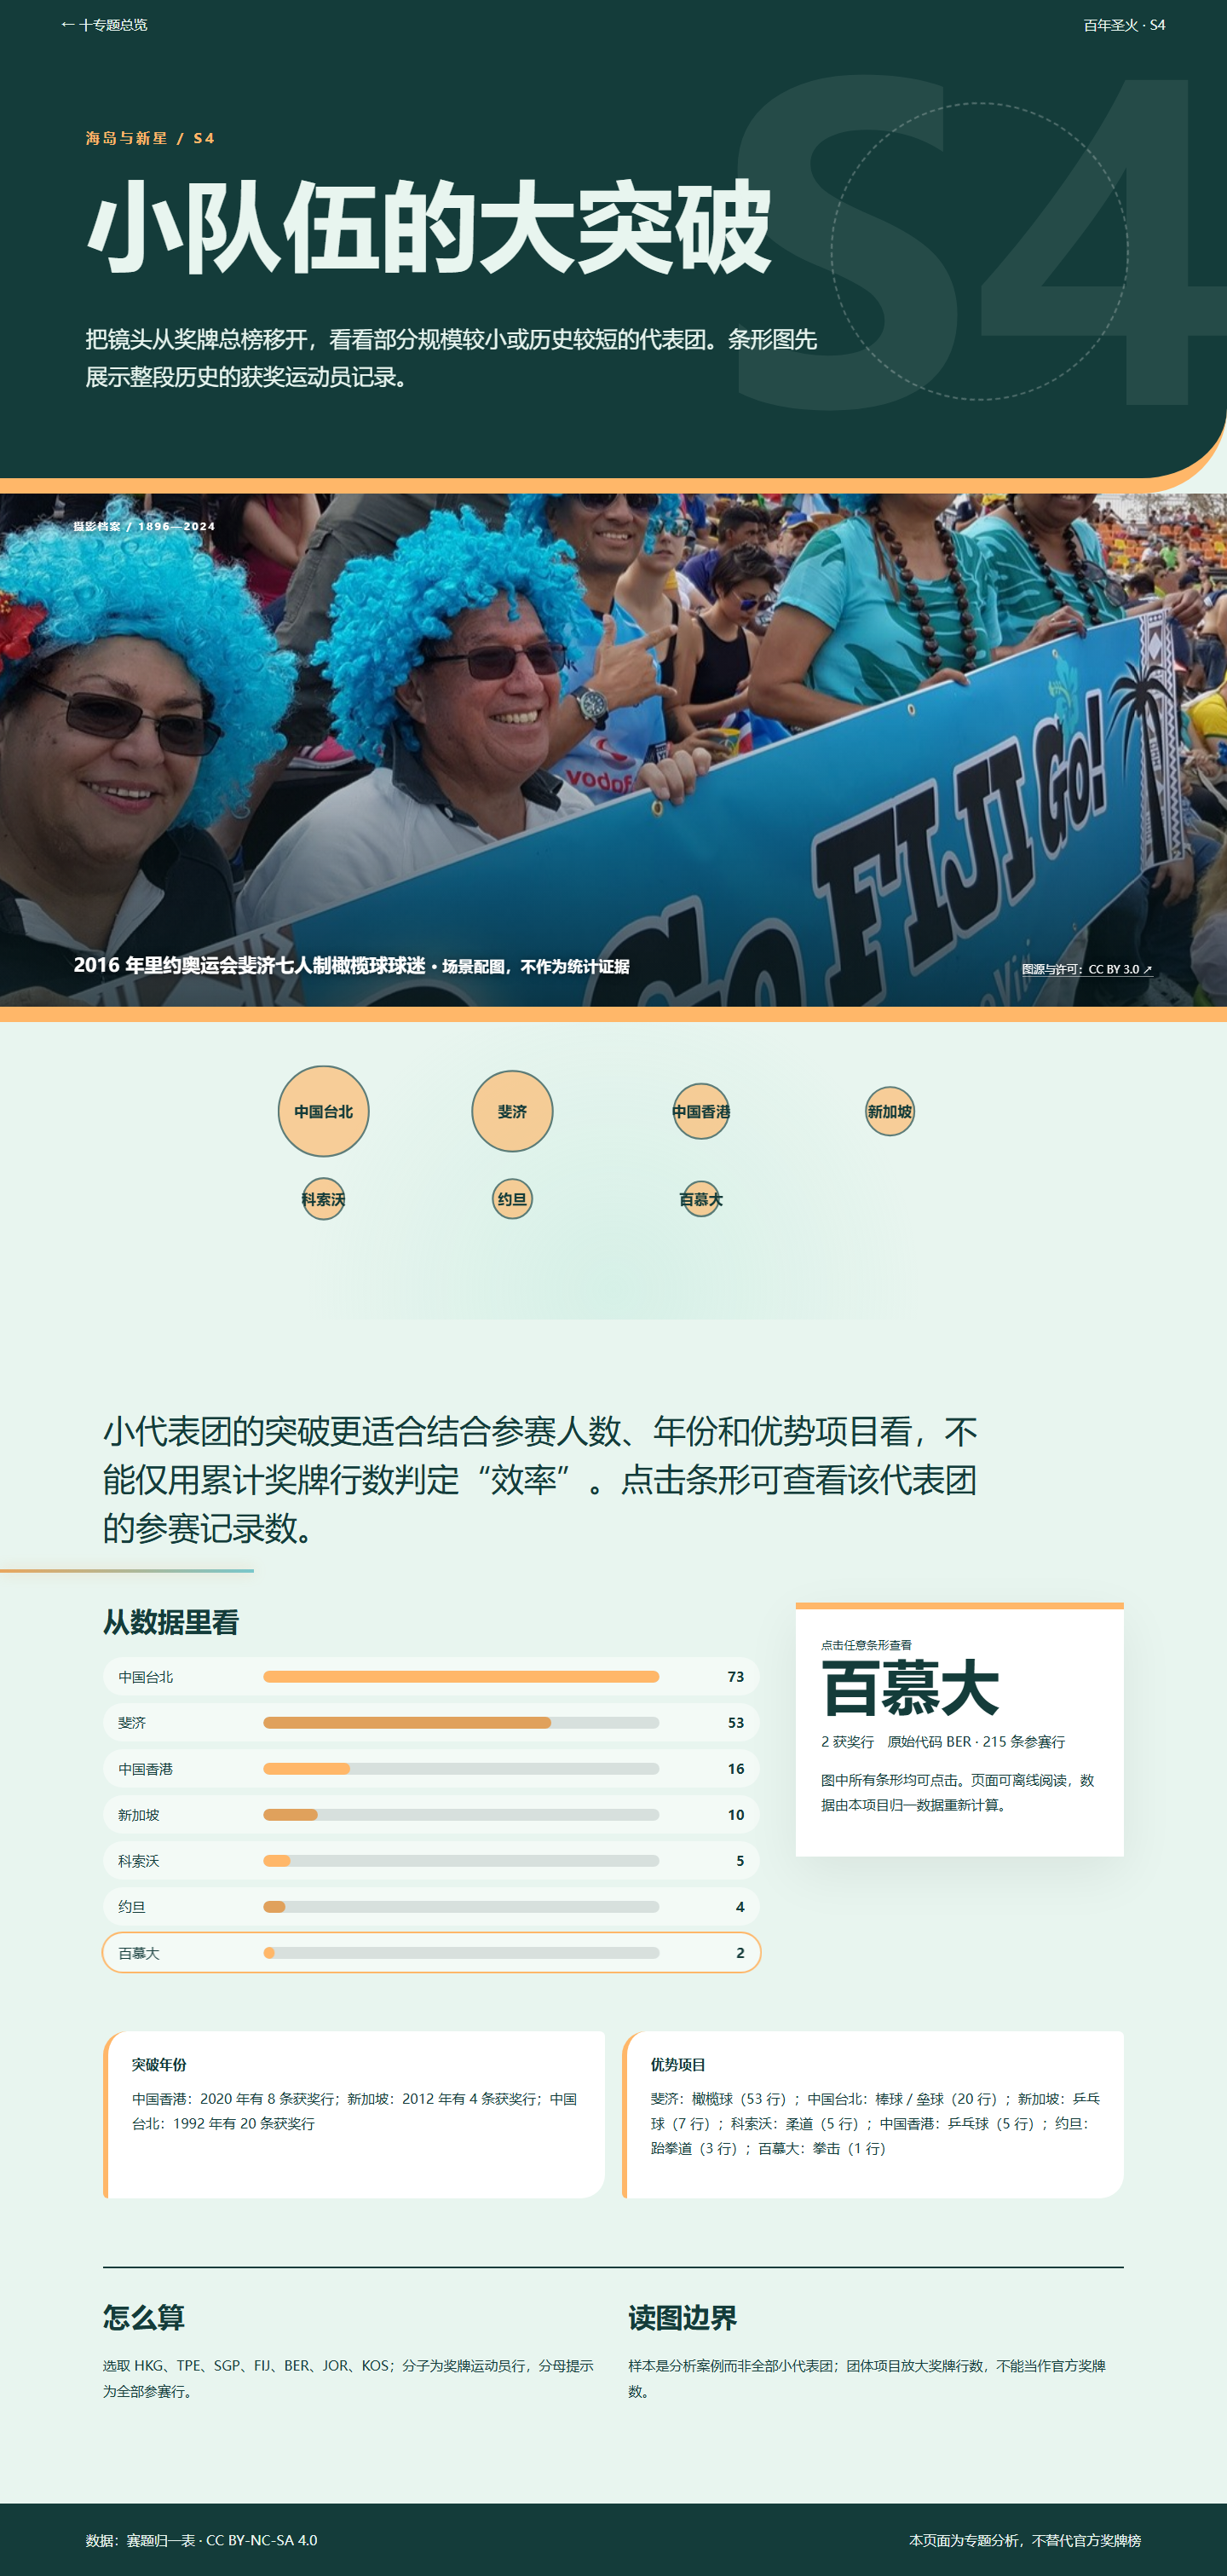 ← 十专题总览
百年圣火 · S4
S4
海岛与新星 / S4
小队伍的大突破
把镜头从奖牌总榜移开，看看部分规模较小或历史较短的代表团。条形图先
展示整段历史的获奖运动员记录。
摄影档案 / 1896—2024
vodaf
Go FIJI Go!
2016 年里约奥运会斐济七人制橄榄球球迷 • 场景配图，不作为统计证据
图源与许可：CC BY 3.0 ↗
中国台北
斐济
中国香港
新加坡
科索沃
约旦
百慕大
小代表团的突破更适合结合参赛人数、年份和优势项目看，不
能仅用累计奖牌行数判定“效率”。点击条形可查看该代表团
的参赛记录数。
从数据里看
中国台北 73
斐济 53
中国香港 16
新加坡 10
科索沃 5
约旦 4
百慕大 2
点击任意条形查看
百慕大
2 获奖行 原始代码 BER · 215 条参赛行
图中所有条形均可点击。页面可离线阅读，数
据由本项目归一数据重新计算。
突破年份
中国香港：2020 年有 8 条获奖行；新加坡：2012 年有 4 条获奖行；中国
台北：1992 年有 20 条获奖行
优势项目
斐济：橄榄球（53 行）；中国台北：棒球 / 垒球（20 行）；新加坡：乒乓
球（7 行）；科索沃：柔道（5 行）；中国香港：乒乓球（5 行）；约旦：
跆拳道（3 行）；百慕大：拳击（1 行）
怎么算
选取 HKG、TPE、SGP、FIJ、BER、JOR、KOS；分子为奖牌运动员行，分母提示
为全部参赛行。
读图边界
样本是分析案例而非全部小代表团；团体项目放大奖牌行数，不能当作官方奖牌
数。
数据：赛题归一表 · CC BY-NC-SA 4.0
本页面为专题分析，不替代官方奖牌榜